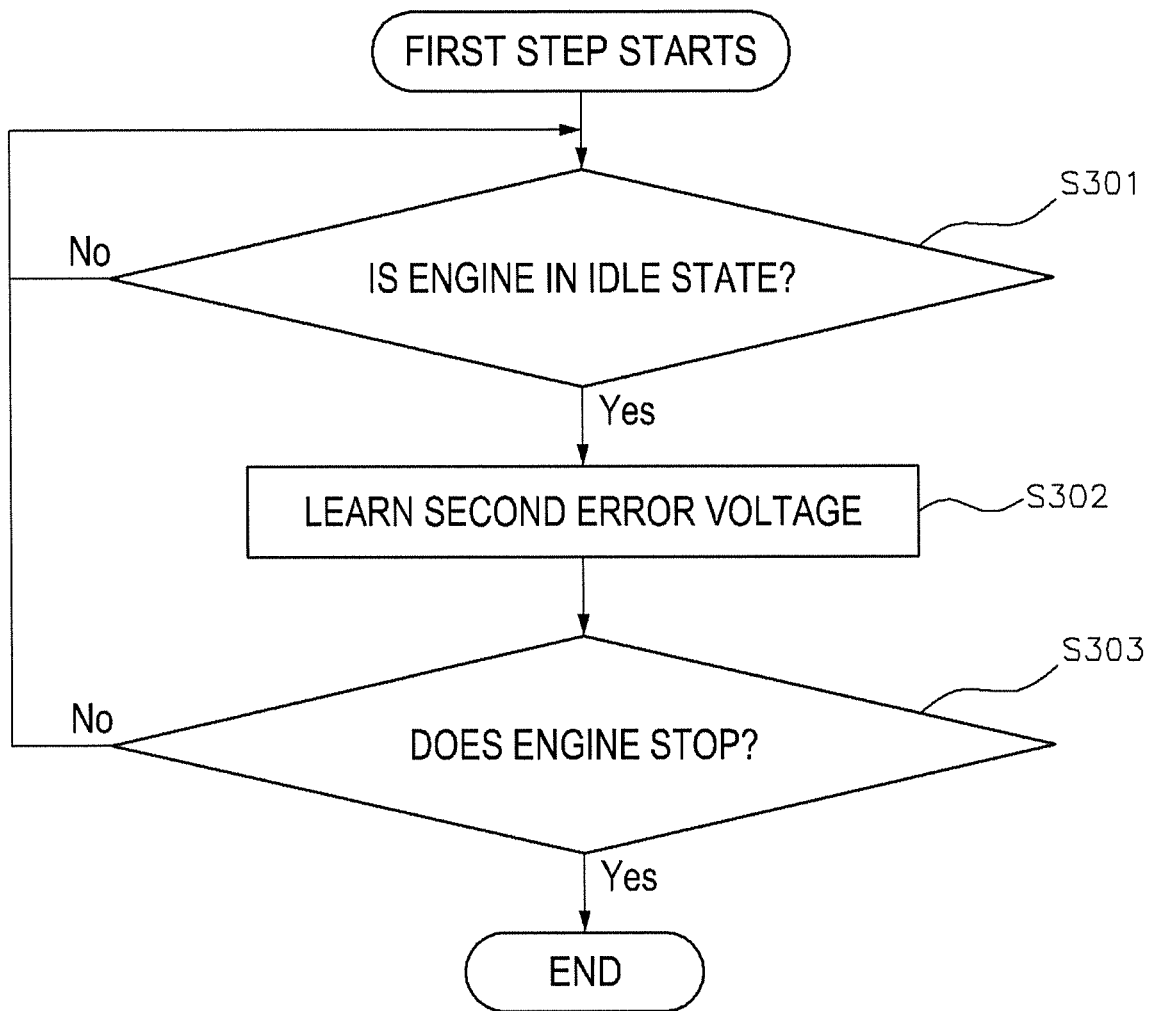 FIRST STEP STARTS
S301
No
IS ENGINE IN IDLE STATE?
Yes
LEARN SECOND ERROR VOLTAGE
S302
S303
No
DOES ENGINE STOP?
Yes
END